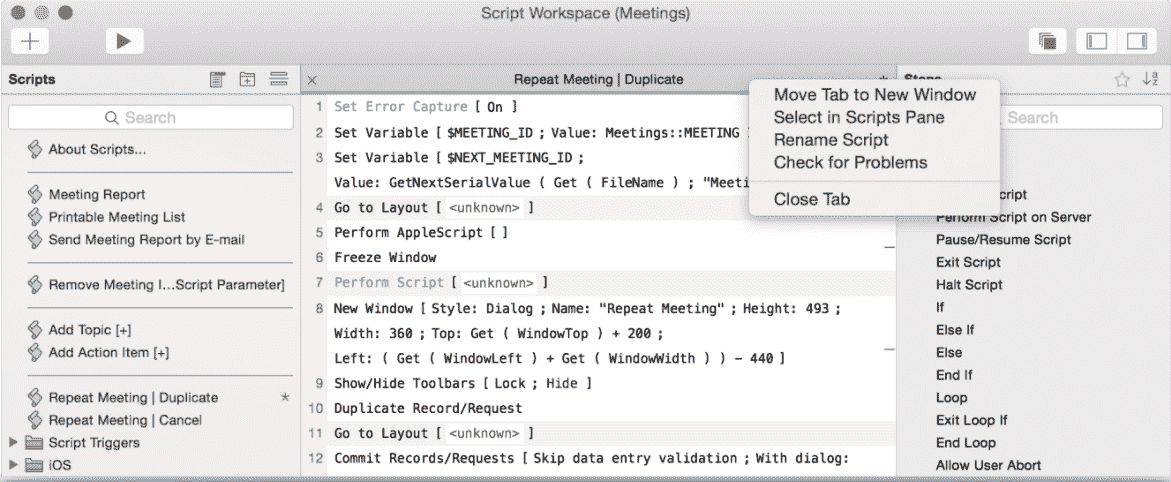 Script Workspace (Meetings)
Scripts
Search
About Scripts...
Meeting Report
Printable Meeting List
Send Meeting Report by E-mail
Remove Meeting I...Script Parameter]
Add Topic [+]
Add Action Item [+]
Repeat Meeting | Duplicate *
Repeat Meeting | Cancel
Script Triggers
iOS
Repeat Meeting | Duplicate
1 Set Error Capture [ On ]
2 Set Variable [ $MEETING_ID ; Value: Meetings::MEETING
3 Set Variable [ $NEXT_MEETING_ID ;
Value: GetNextSerialValue ( Get ( FileName ) ; "Meeti
4 Go to Layout [ <unknown> ]
5 Perform AppleScript [ ]
6 Freeze Window
7 Perform Script [ <unknown> ]
8 New Window [ Style: Dialog ; Name: "Repeat Meeting" ; Height: 493 ;
Width: 360 ; Top: Get ( WindowTop ) + 200 ;
Left: ( Get ( WindowLeft ) + Get ( WindowWidth ) ) - 440 ]
9 Show/Hide Toolbars [ Lock ; Hide ]
10 Duplicate Record/Request
11 Go to Layout [ <unknown> ]
12 Commit Records/Requests [ Skip data entry validation ; With dialog:
Move Tab to New Window
Select in Scripts Pane
Rename Script
Check for Problems
Close Tab
Steps
Search
cript
Perform Script on Server
Pause/Resume Script
Exit Script
Halt Script
If
Else If
Else
End If
Loop
Exit Loop If
End Loop
Allow User Abort